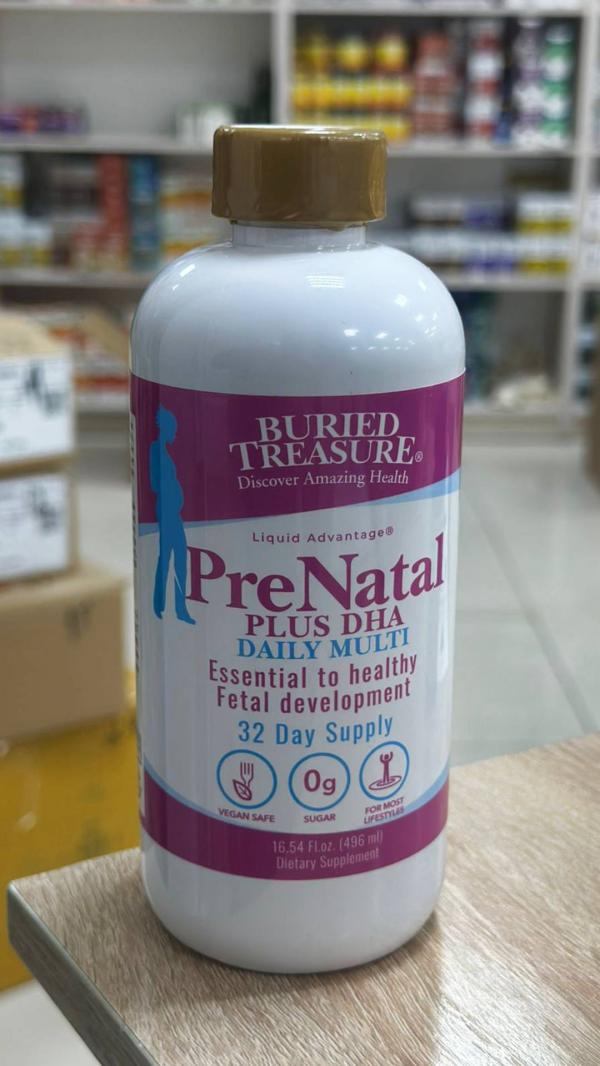 BURIED
TREASURE®
Discover Amazing Health
Liquid Advantage®
PreNatal
PLUS DHA
DAILY MULTI
Essential to healthy
Fetal development
32 Day Supply
0g
VEGAN SAFE
SUGAR
FOR MOST
LIFESTYLES
16.54 Fl.oz. (496 ml)
Dietary Supplement